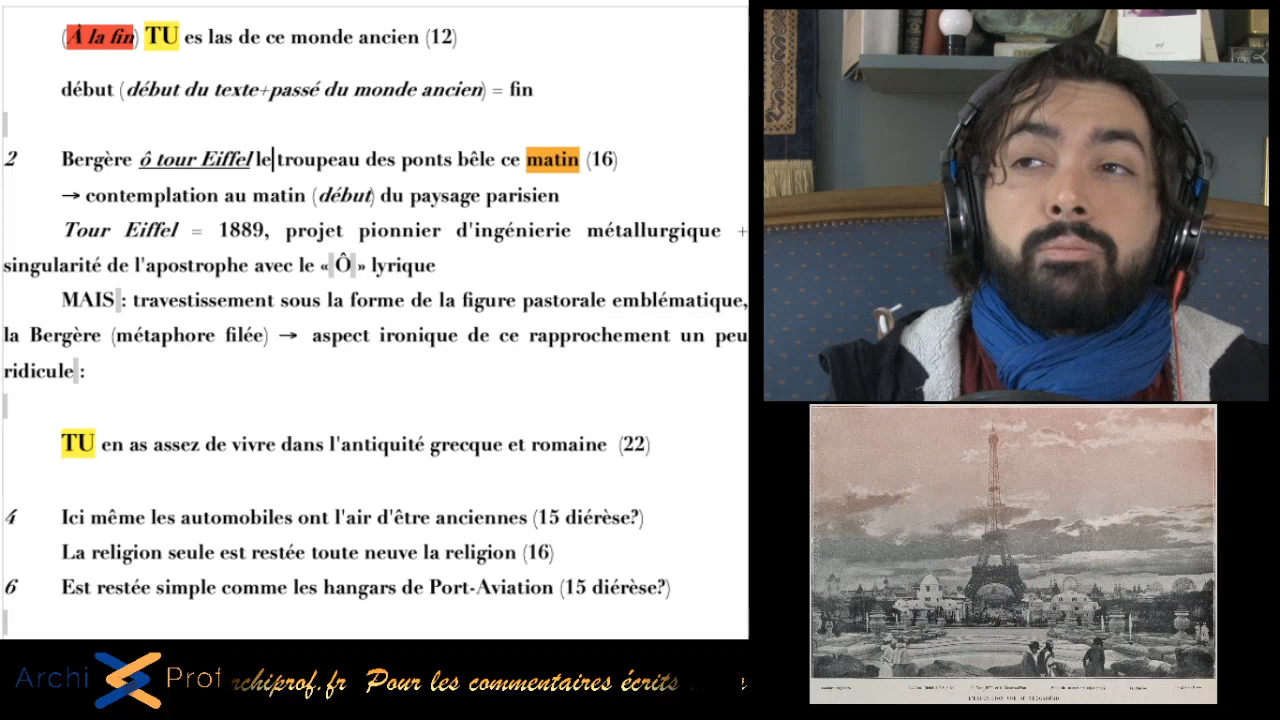 (À la fin) TU es las de ce monde ancien (12)
début (début du texte+passé du monde ancien) = fin
2 Bergère ô tour Eiffel le troupeau des ponts bêle ce matin (16)
→ contemplation au matin (début) du paysage parisien
Tour Eiffel = 1889, projet pionnier d'ingénierie métallurgique +
singularité de l'apostrophe avec le « Ô » lyrique
MAIS : travestissement sous la forme de la figure pastorale emblématique,
la Bergère (métaphore filée) → aspect ironique de ce rapprochement un peu
ridicule :
TU en as assez de vivre dans l'antiquité grecque et romaine (22)
4 Ici même les automobiles ont l'air d'être anciennes (15 diérèse?)
La religion seule est restée toute neuve la religion (16)
6 Est restée simple comme les hangars de Port-Aviation (15 diérèse?)
Archi Prof
rchiprof.fr Pour les commentaires écrits